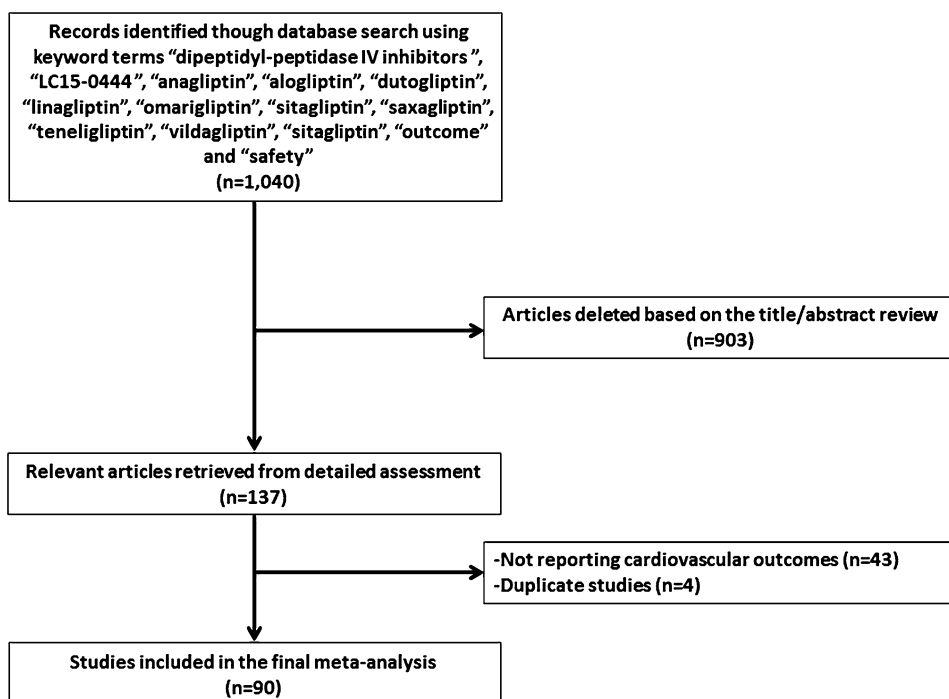 Records identified though database search using
keyword terms “dipeptidyl-peptidase IV inhibitors”,
“LC15-0444”, “anagliptin”, “alogliptin”, “dutogliptin”,
“linagliptin”, “omarigliptin”, “sitagliptin”, “saxagliptin”,
“teneligliptin”, “vildagliptin”, “sitagliptin”, “outcome”
and “safety”
(n=1,040)
Articles deleted based on the title/abstract review
(n=903)
Relevant articles retrieved from detailed assessment
(n=137)
-Not reporting cardiovascular outcomes (n=43)
-Duplicate studies (n=4)
Studies included in the final meta-analysis
(n=90)